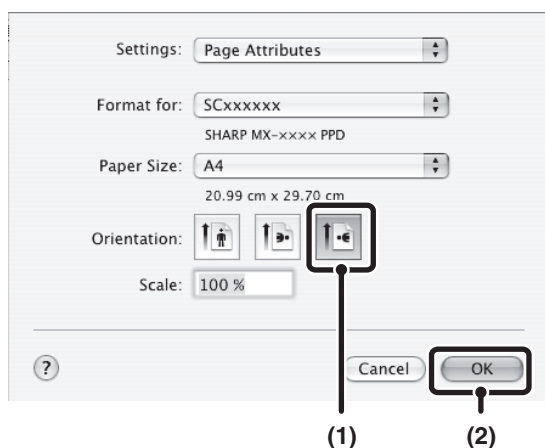 Settings: Page Attributes
Format for: SCxxxxxx
SHARP MX-×××× PPD
Paper Size: A4
20.99 cm x 29.70 cm
Orientation:
Scale: 100 %
? Cancel OK
(1) (2)